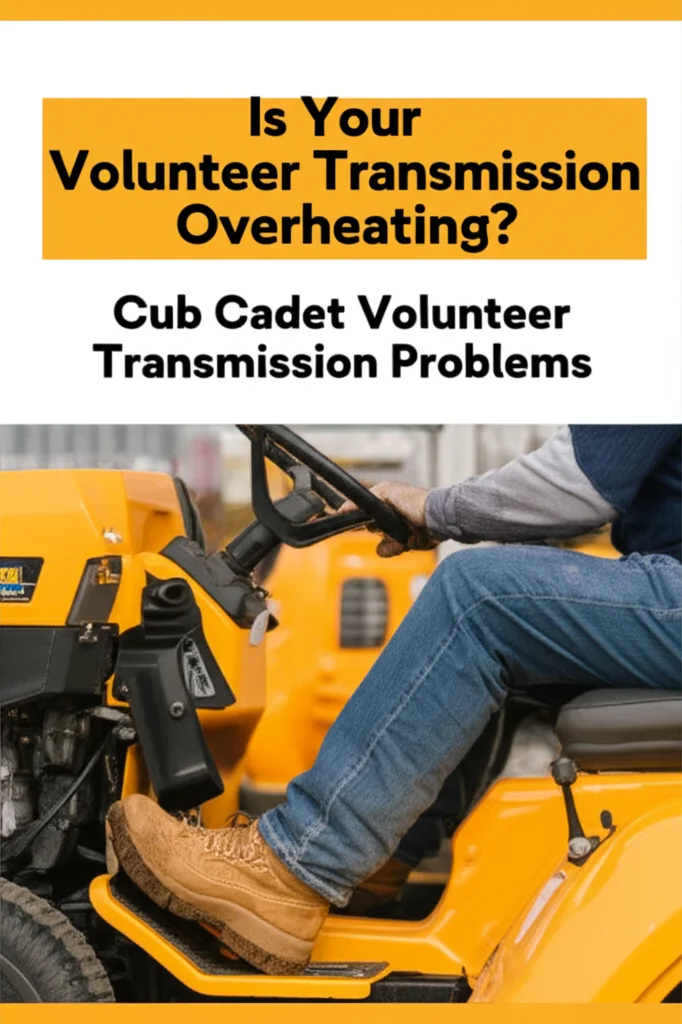 Is Your
Volunteer Transmission
Overheating?
Cub Cadet Volunteer
Transmission Problems